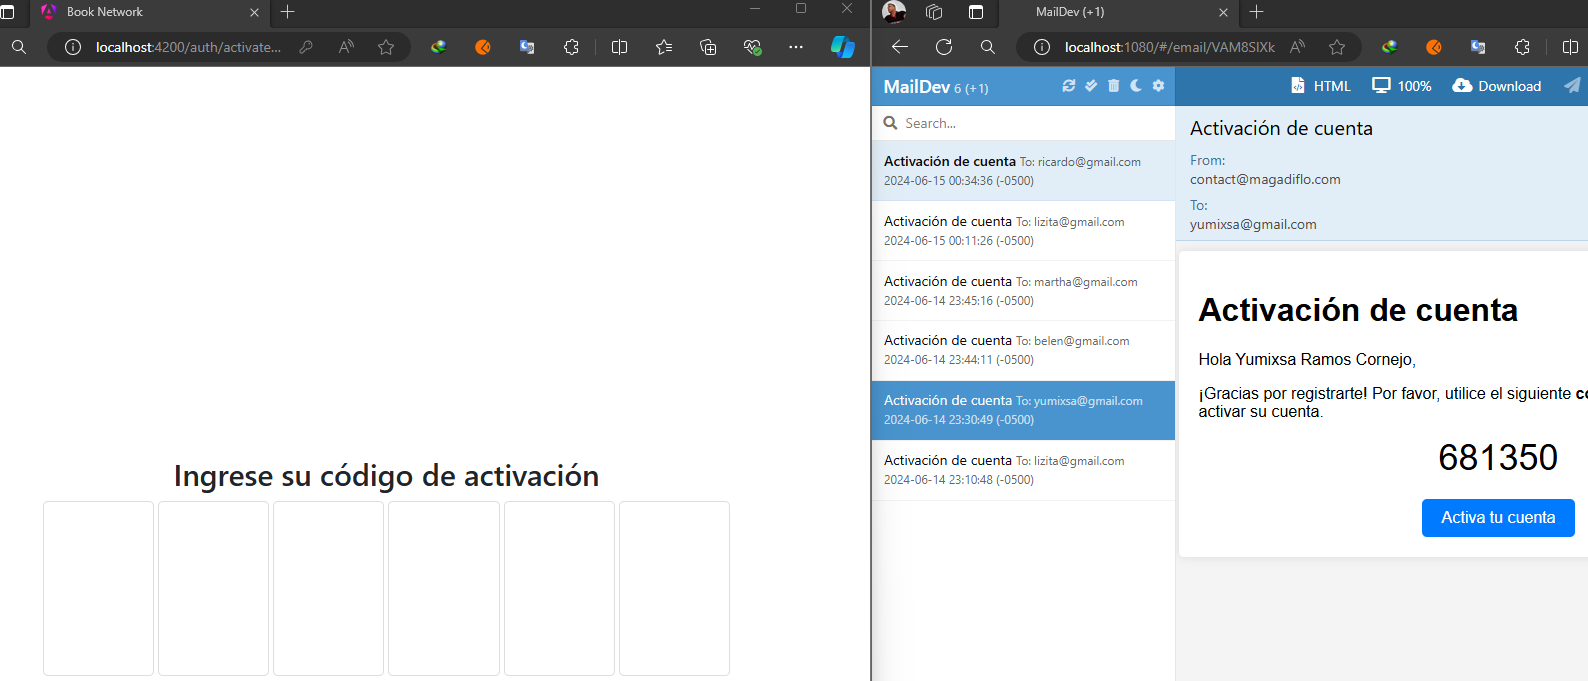 Book Network
localhost:4200/auth/activate...
Ingrese su código de activación
MailDev (+1)
localhost:1080/#/email/VAM8SIXk
MailDev 6 (+1)
HTML
100%
Download
Search...
Activación de cuenta To: ricardo@gmail.com
2024-06-15 00:34:36 (-0500)
Activación de cuenta To: lizita@gmail.com
2024-06-15 00:11:26 (-0500)
Activación de cuenta To: martha@gmail.com
2024-06-14 23:45:16 (-0500)
Activación de cuenta To: belen@gmail.com
2024-06-14 23:44:11 (-0500)
Activación de cuenta To: yumixsa@gmail.com
2024-06-14 23:30:49 (-0500)
Activación de cuenta To: lizita@gmail.com
2024-06-14 23:10:48 (-0500)
Activación de cuenta
From:
contact@magadiflo.com
To:
yumixsa@gmail.com
Activación de cuenta
Hola Yumixsa Ramos Cornejo,
¡Gracias por registrarte! Por favor, utilice el siguiente
activar su cuenta.
681350
Activa tu cuenta